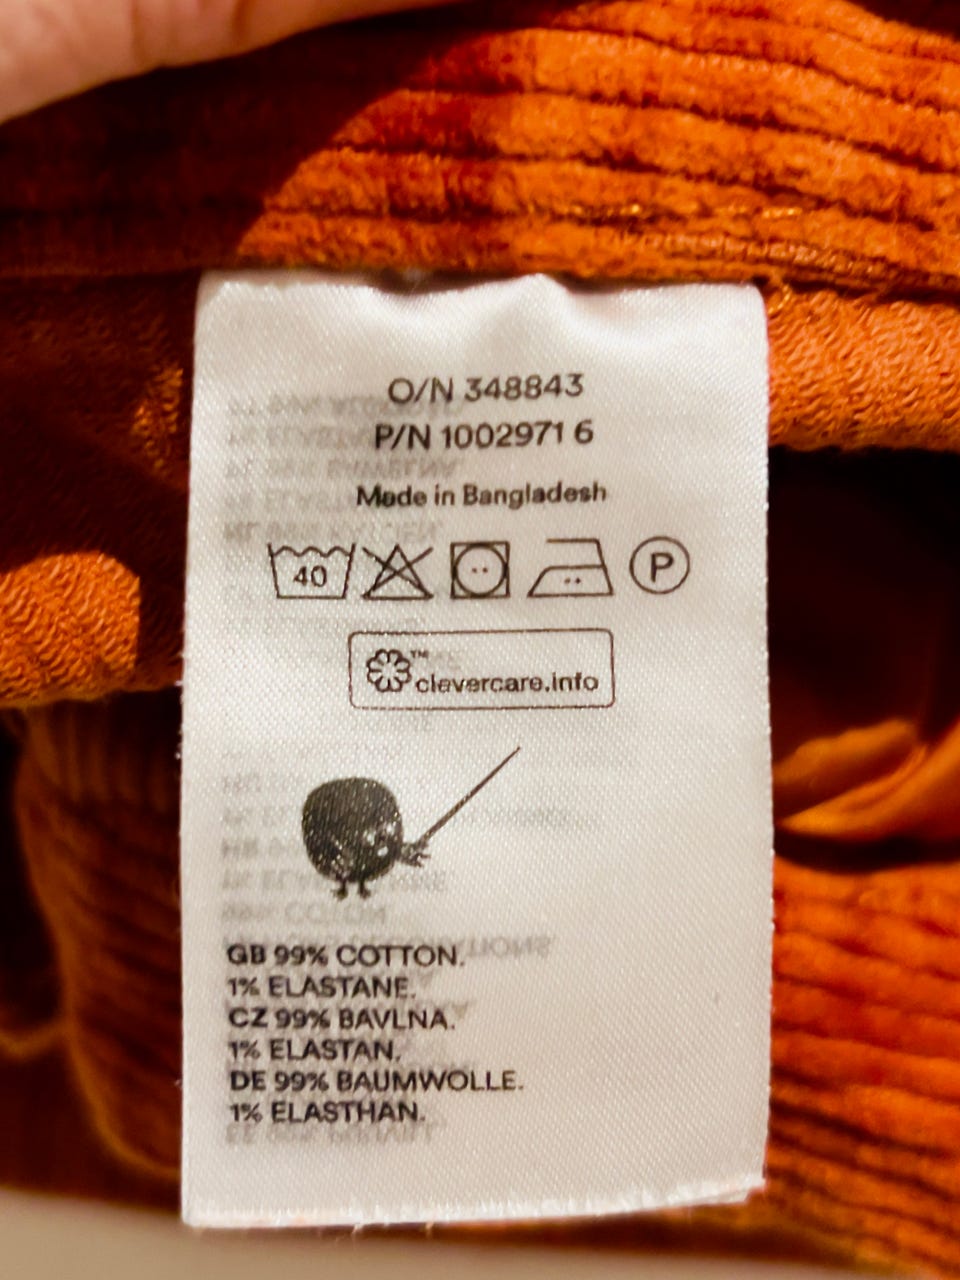 O/N 348843
P/N 1002971 6
Made in Bangladesh
40 P
™
clevercare.info
GB 99% COTTON.
1% ELASTANE.
CZ 99% BAVLNA.
1% ELASTAN.
DE 99% BAUMWOLLE.
1% ELASTHAN.